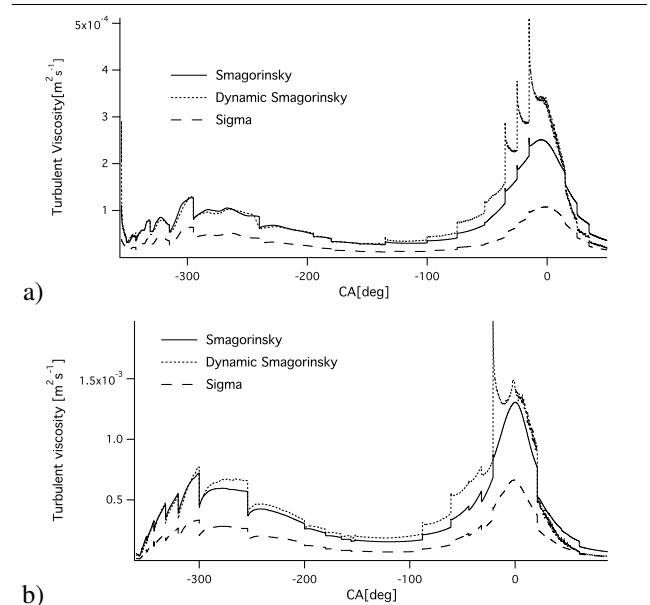 5x10⁻⁴
4
3
2
1
Turbulent Viscosity[m² s⁻¹]
Smagorinsky
Dynamic Smagorinsky
Sigma
-300
-200
-100
0
CA[deg]
a)
1.5x10⁻³
1.0
0.5
Turbulent viscosity [m² s⁻¹]
Smagorinsky
Dynamic Smagorinsky
Sigma
-300
-200
-100
0
CA[deg]
b)